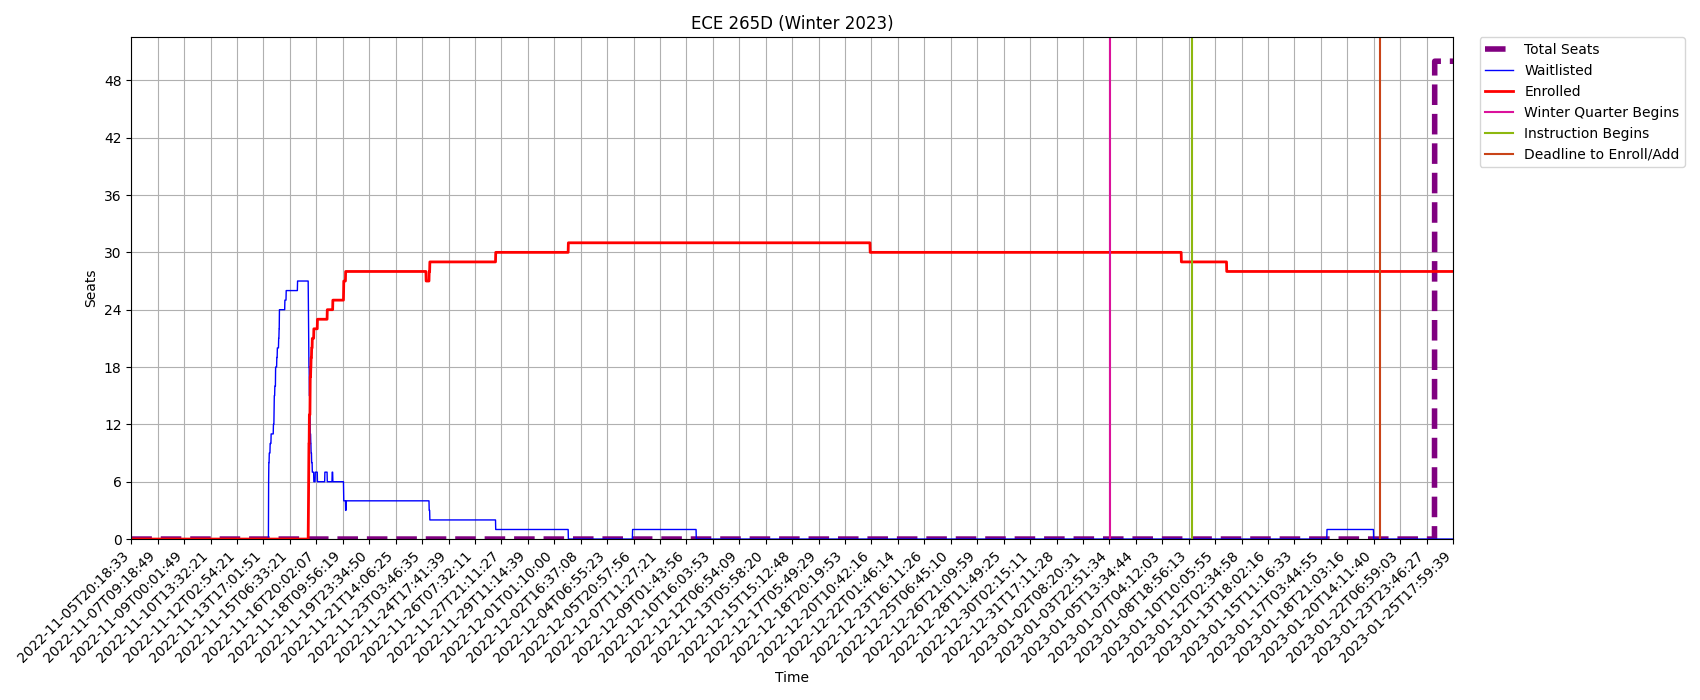 ECE 265D (Winter 2023)
Total Seats
Waitlisted
Enrolled
Winter Quarter Begins
Instruction Begins
Deadline to Enroll/Add
48
42
36
30
24
18
12
6
0
Seats
2022-11-05T20:18:33
2022-11-07T09:18:49
2022-11-09T00:01:49
2022-11-10T13:32:21
2022-11-12T02:54:21
2022-11-13T17:01:51
2022-11-15T06:33:21
2022-11-16T20:02:07
2022-11-18T09:56:19
2022-11-19T23:34:50
2022-11-21T14:06:25
2022-11-23T03:46:35
2022-11-24T17:41:39
2022-11-26T07:32:11
2022-11-27T21:11:27
2022-11-29T11:14:39
2022-12-01T01:10:00
2022-12-02T16:37:08
2022-12-04T06:55:23
2022-12-05T20:57:56
2022-12-07T11:27:21
2022-12-09T01:43:56
2022-12-10T16:03:53
2022-12-12T06:54:09
2022-12-13T05:58:20
2022-12-15T15:12:48
2022-12-17T05:49:29
2022-12-18T20:19:53
2022-12-20T10:42:16
2022-12-22T01:46:14
2022-12-23T16:11:26
2022-12-25T06:45:10
2022-12-26T21:09:59
2022-12-28T11:49:25
2022-12-30T02:15:11
2022-12-31T17:11:28
2023-01-02T08:20:31
2023-01-03T22:51:34
2023-01-05T13:34:44
2023-01-07T04:12:03
2023-01-08T18:56:13
2023-01-10T10:05:55
2023-01-12T02:34:58
2023-01-13T18:02:16
2023-01-15T11:16:33
2023-01-17T03:44:55
2023-01-18T21:03:16
2023-01-20T14:11:40
2023-01-22T06:59:03
2023-01-23T23:46:27
2023-01-25T17:59:39
Time